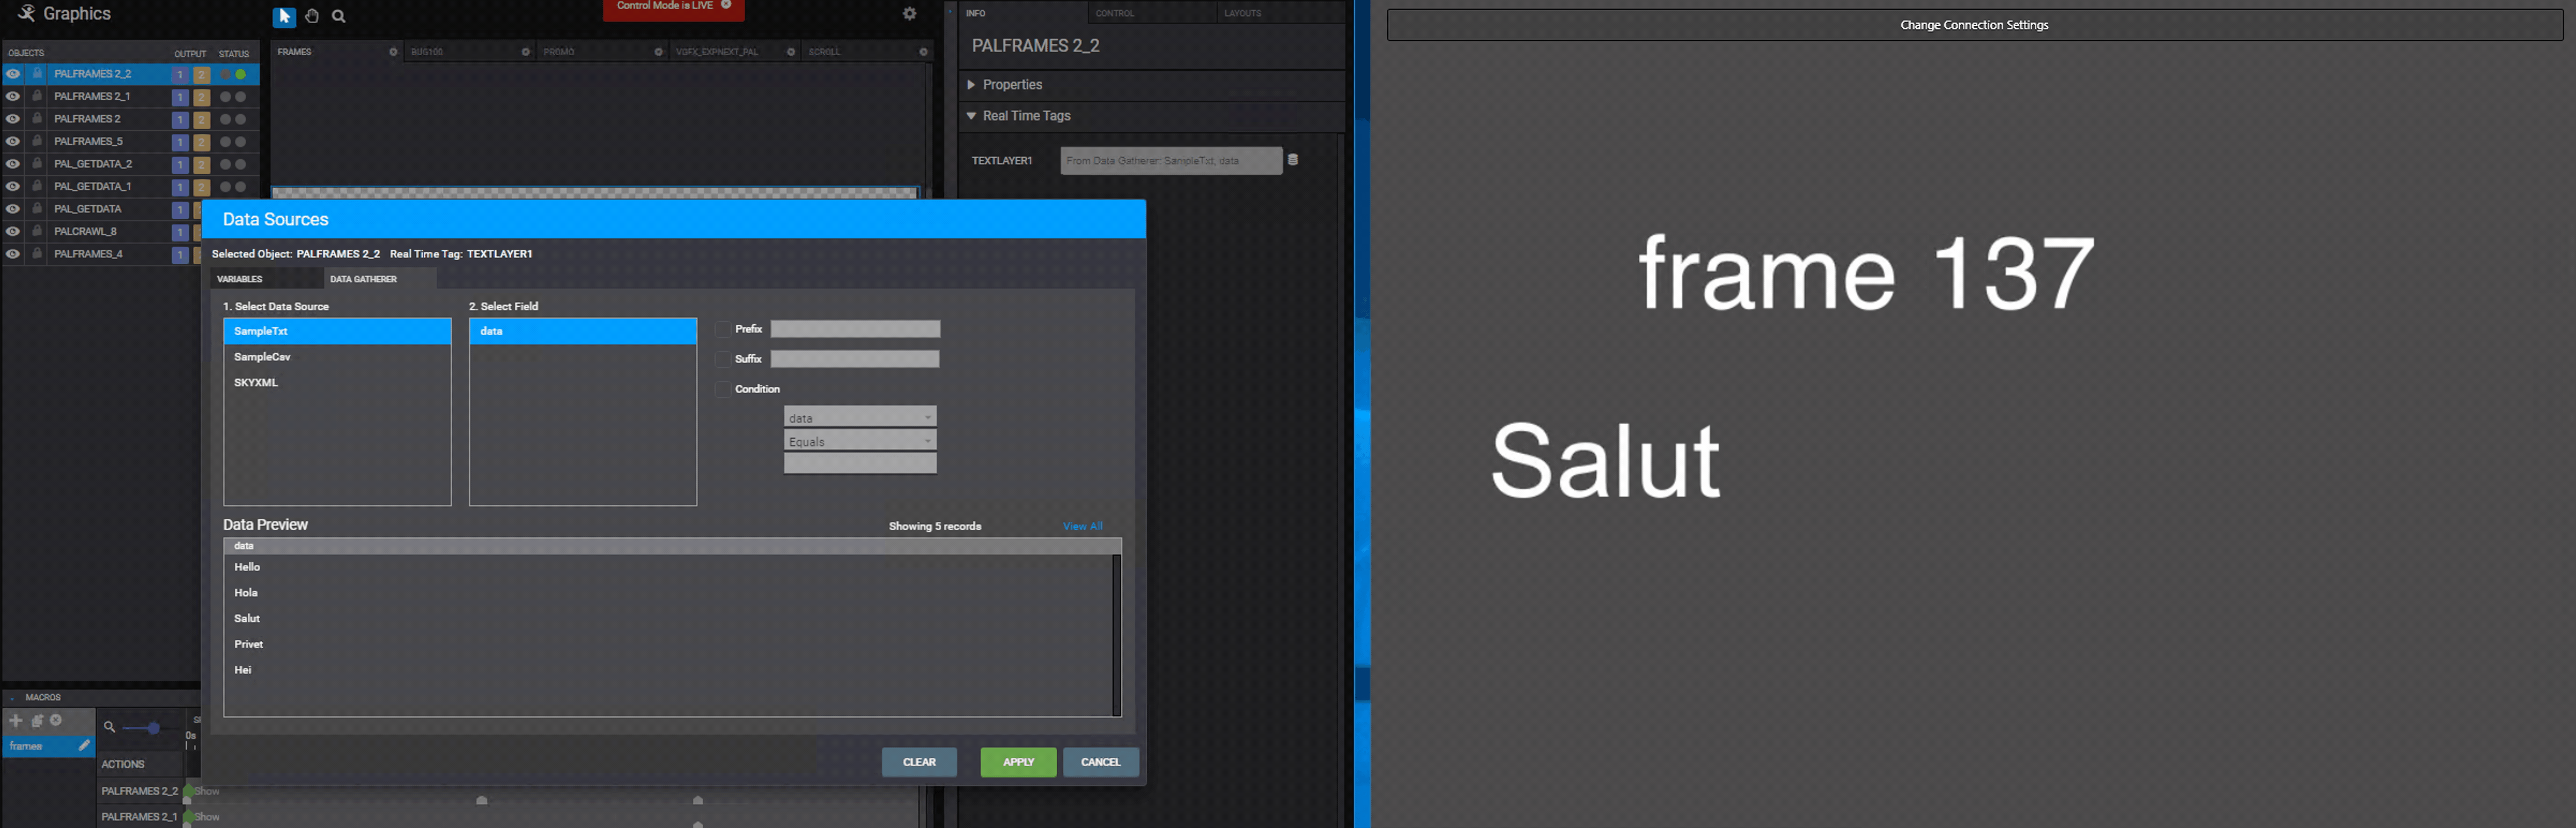 Graphics
Control Mode is LIVE
OBJECTS OUTPUT STATUS
PALFRAMES 2_2 1 2
PALFRAMES 2_1 1 2
PALFRAMES 2 1 2
PALFRAMES_5 1 2
PAL_GETDATA_2 1 2
PAL_GETDATA_1 1 2
PAL_GETDATA 1
PALCRAWL_8 1
PALFRAMES_4 1
FRAMES BUG100 PROMO VGFX_EXPNEXT_PAL SCROLL
INFO CONTROL LAYOUTS
PALFRAMES 2_2
Properties
Real Time Tags
TEXTLAYER1 From Data Gatherer: SampleTxt, data
Data Sources
Selected Object: PALFRAMES 2_2 Real Time Tag: TEXTLAYER1
VARIABLES DATA GATHERER
1. Select Data Source
SampleTxt
SampleCsv
SKYXML
2. Select Field
data
Prefix
Suffix
Condition
data
Equals
Data Preview Showing 5 records View All
data
Hello
Hola
Salut
Privet
Hei
CLEAR APPLY CANCEL
MACROS
frames
0s
ACTIONS
PALFRAMES 2_2 Show
PALFRAMES 2_1 Show
Change Connection Settings
frame 137
Salut